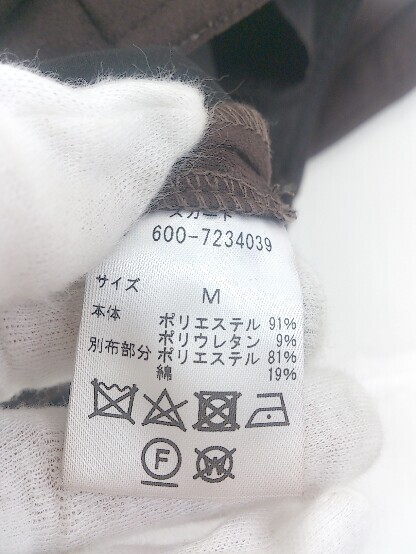 スカート
600-7234039
サイズ
M
本体 ポリエステル 91%
ポリウレタン 9%
別布部分 ポリエステル 81%
綿 19%
F W